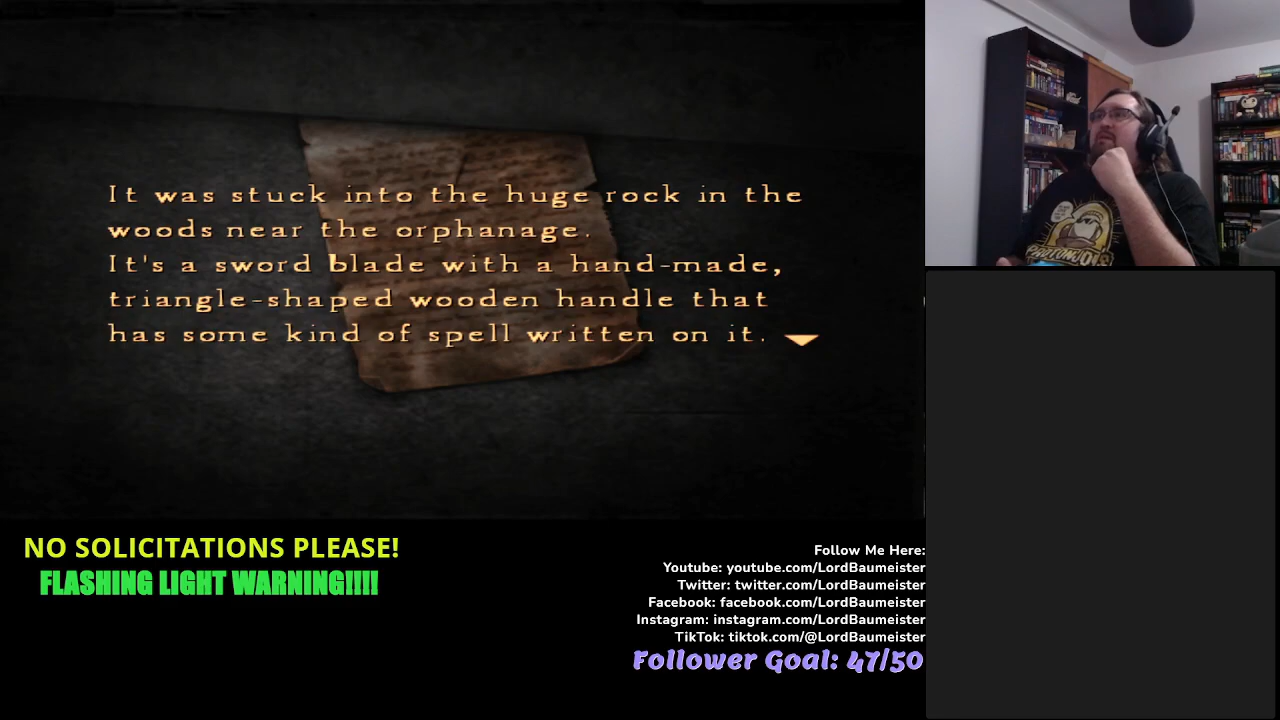 It was stuck into the huge rock in the
woods near the orphanage.
It's a sword blade with a hand-made,
triangle-shaped wooden handle that
has some kind of spell written on it.
NO SOLICITATIONS PLEASE!
FLASHING LIGHT WARNING!!!!
Follow Me Here:
Youtube: youtube.com/LordBaumeister
Twitter: twitter.com/LordBaumeister
Facebook: facebook.com/LordBaumeister
Instagram: instagram.com/LordBaumeister
TikTok: tiktok.com/@LordBaumeister
Follower Goal: 47/50